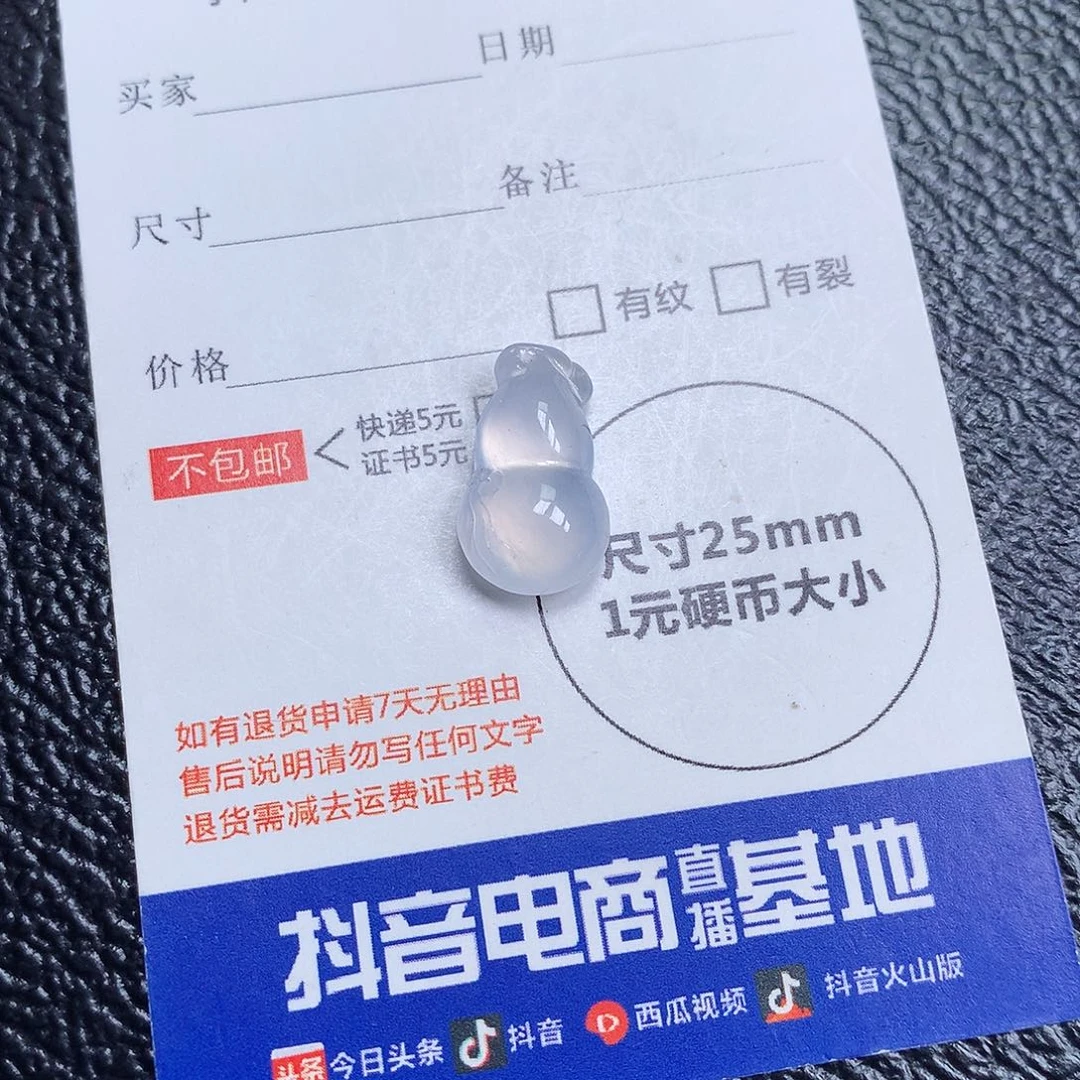 买家 日期
尺寸 备注
有纹 有裂
价格
不包邮
快递5元
证书5元
尺寸25mm
1元硬币大小
如有退货申请7天无理由
售后说明请勿写任何文字
退货需减去运费证书费
抖音电商直播基地
头条 今日头条 抖音 西瓜视频 抖音火山版